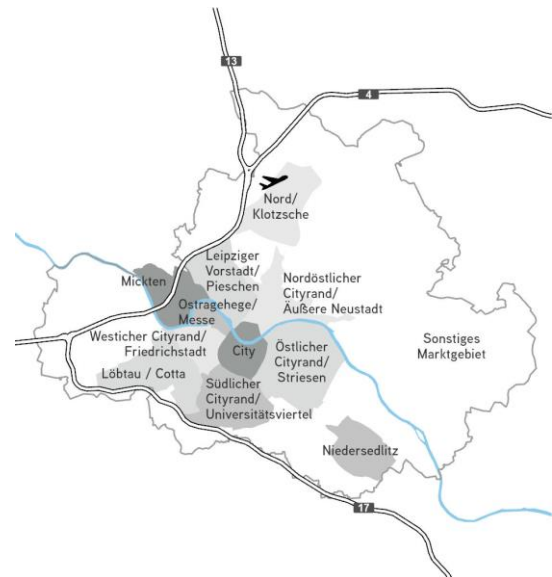 13
4
Nord/
Klotzsche
Leipziger
Vorstadt/
Pieschen
Mickten
Nordöstlicher
Cityrand/
Äußere Neustadt
Ostragehege/
Messe
Westicher Cityrand/
Friedrichstadt
City
Östlicher
Cityrand/
Striesen
Sonstiges
Marktgebiet
Löbtau / Cotta
Südlicher
Cityrand/
Universitätsviertel
Niedersedlitz
17